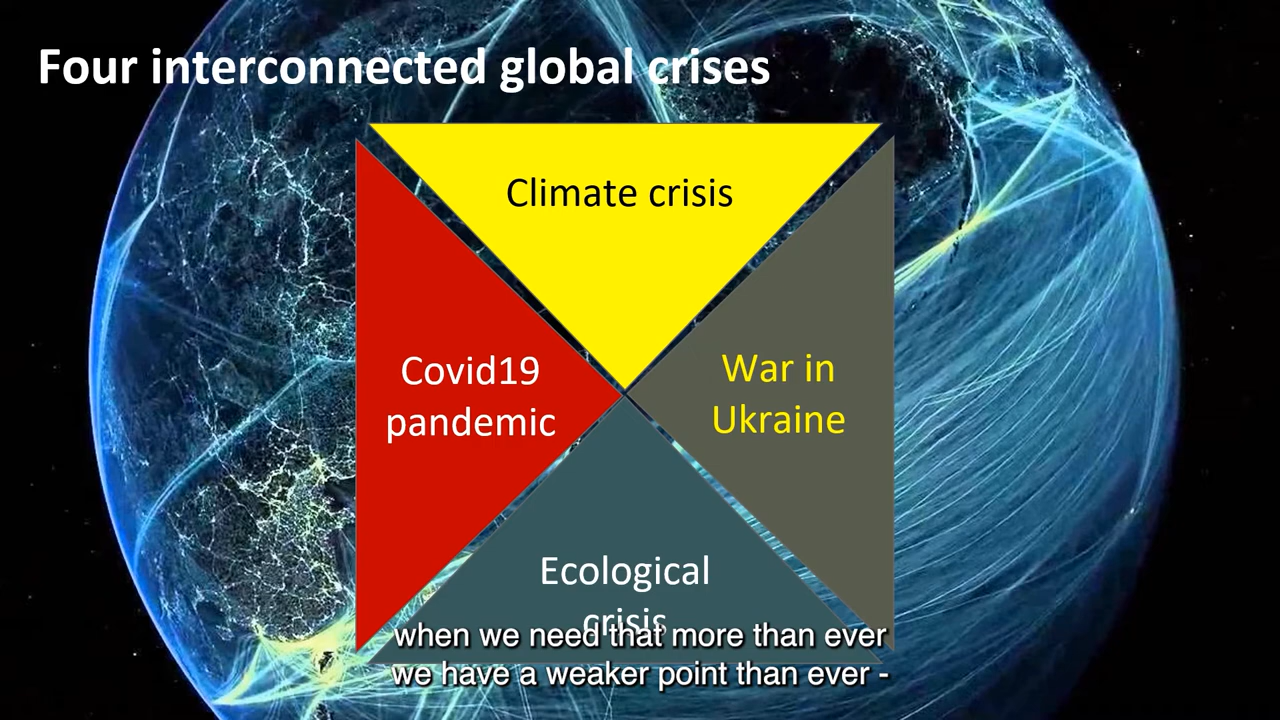 Four interconnected global crises
Climate crisis
Covid19
pandemic
War in
Ukraine
Ecological
crisis
when we need that more than ever
we have a weaker point than ever -